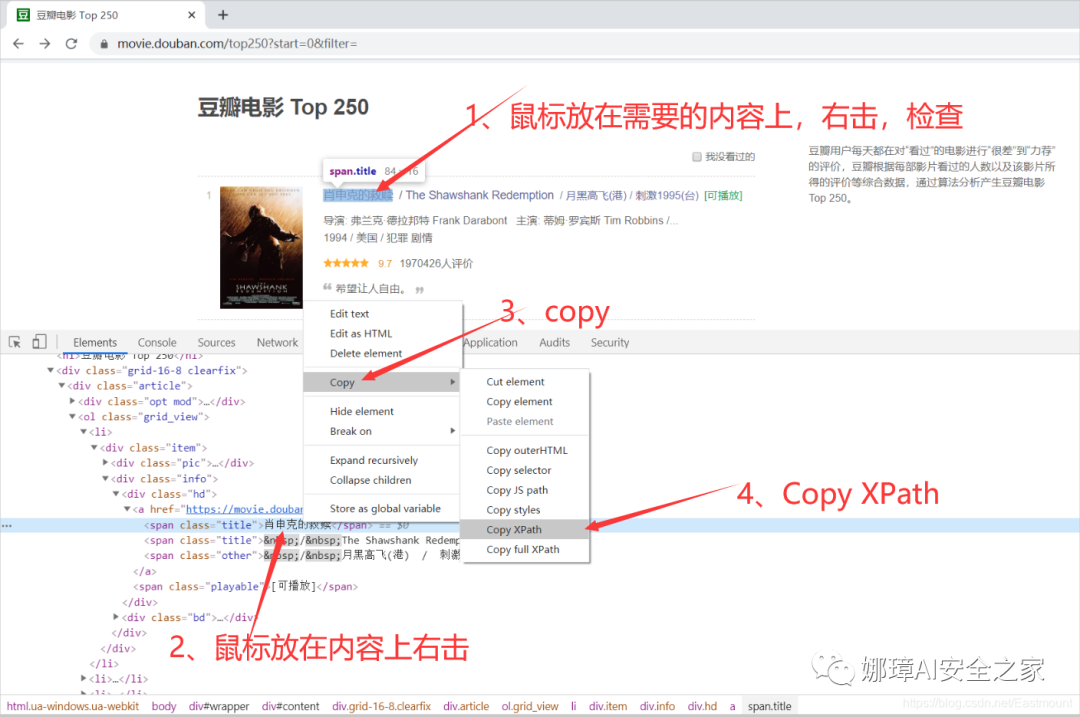 豆瓣电影 Top 250
movie.douban.com/top250?start=0&filter=
豆瓣电影 Top 250
1、鼠标放在需要的内容上，右击，检查
我没看过的
豆瓣用户每天都在对"看过"的电影进行"很差"到"力荐"
的评价，豆瓣根据每部影片看过的人数以及该影片所
得的评价等综合数据，通过算法分析产生豆瓣电影
Top 250。
span.title
1
肖申克的救赎 / The Shawshank Redemption / 月黑高飞(港) / 刺激1995(台) [可播放]
导演: 弗兰克·德拉邦特 Frank Darabont 主演: 蒂姆·罗宾斯 Tim Robbins /...
1994 / 美国 / 犯罪 剧情
9.7 1970426人评价
“ 希望让人自由。 ”
SHAWSHANK
3、copy
Edit text
Edit as HTML
Delete element
Copy
Hide element
Break on
Expand recursively
Collapse children
Store as global variable
Elements Console Sources Network Application Audits Security
Cut element
Copy element
Paste element
Copy outerHTML
Copy selector
Copy JS path
Copy styles
Copy XPath
Copy full XPath
4、Copy XPath
<h1>豆瓣电影 Top 250</h1>
<div class="grid-16-8 clearfix">
<div class="article">
<div class="opt mod">…</div>
<ol class="grid_view">
<li>
<div class="item">
<div class="pic">…</div>
<div class="info">
<div class="hd">
<a href="https://movie.douban
<span class="title">肖申克的救赎</span> == $0
<span class="title">&nbsp;/&nbsp;The Shawshank Redemp
<span class="other">&nbsp;/&nbsp;月黑高飞(港) / 刺激
</a>
<span class="playable">[可播放]</span>
</div>
<div class="bd">…</div>
</div>
</div>
</li>
<li>…</li>
<li>…</li>
2、鼠标放在内容上右击
娜璋AI安全之家
html.ua-windows.ua-webkit body div#wrapper div#content div.grid-16-8.clearfix div.article ol.grid_view li div.item div.info div.hd a span.title
https://blog.csdn.net/Eastmount